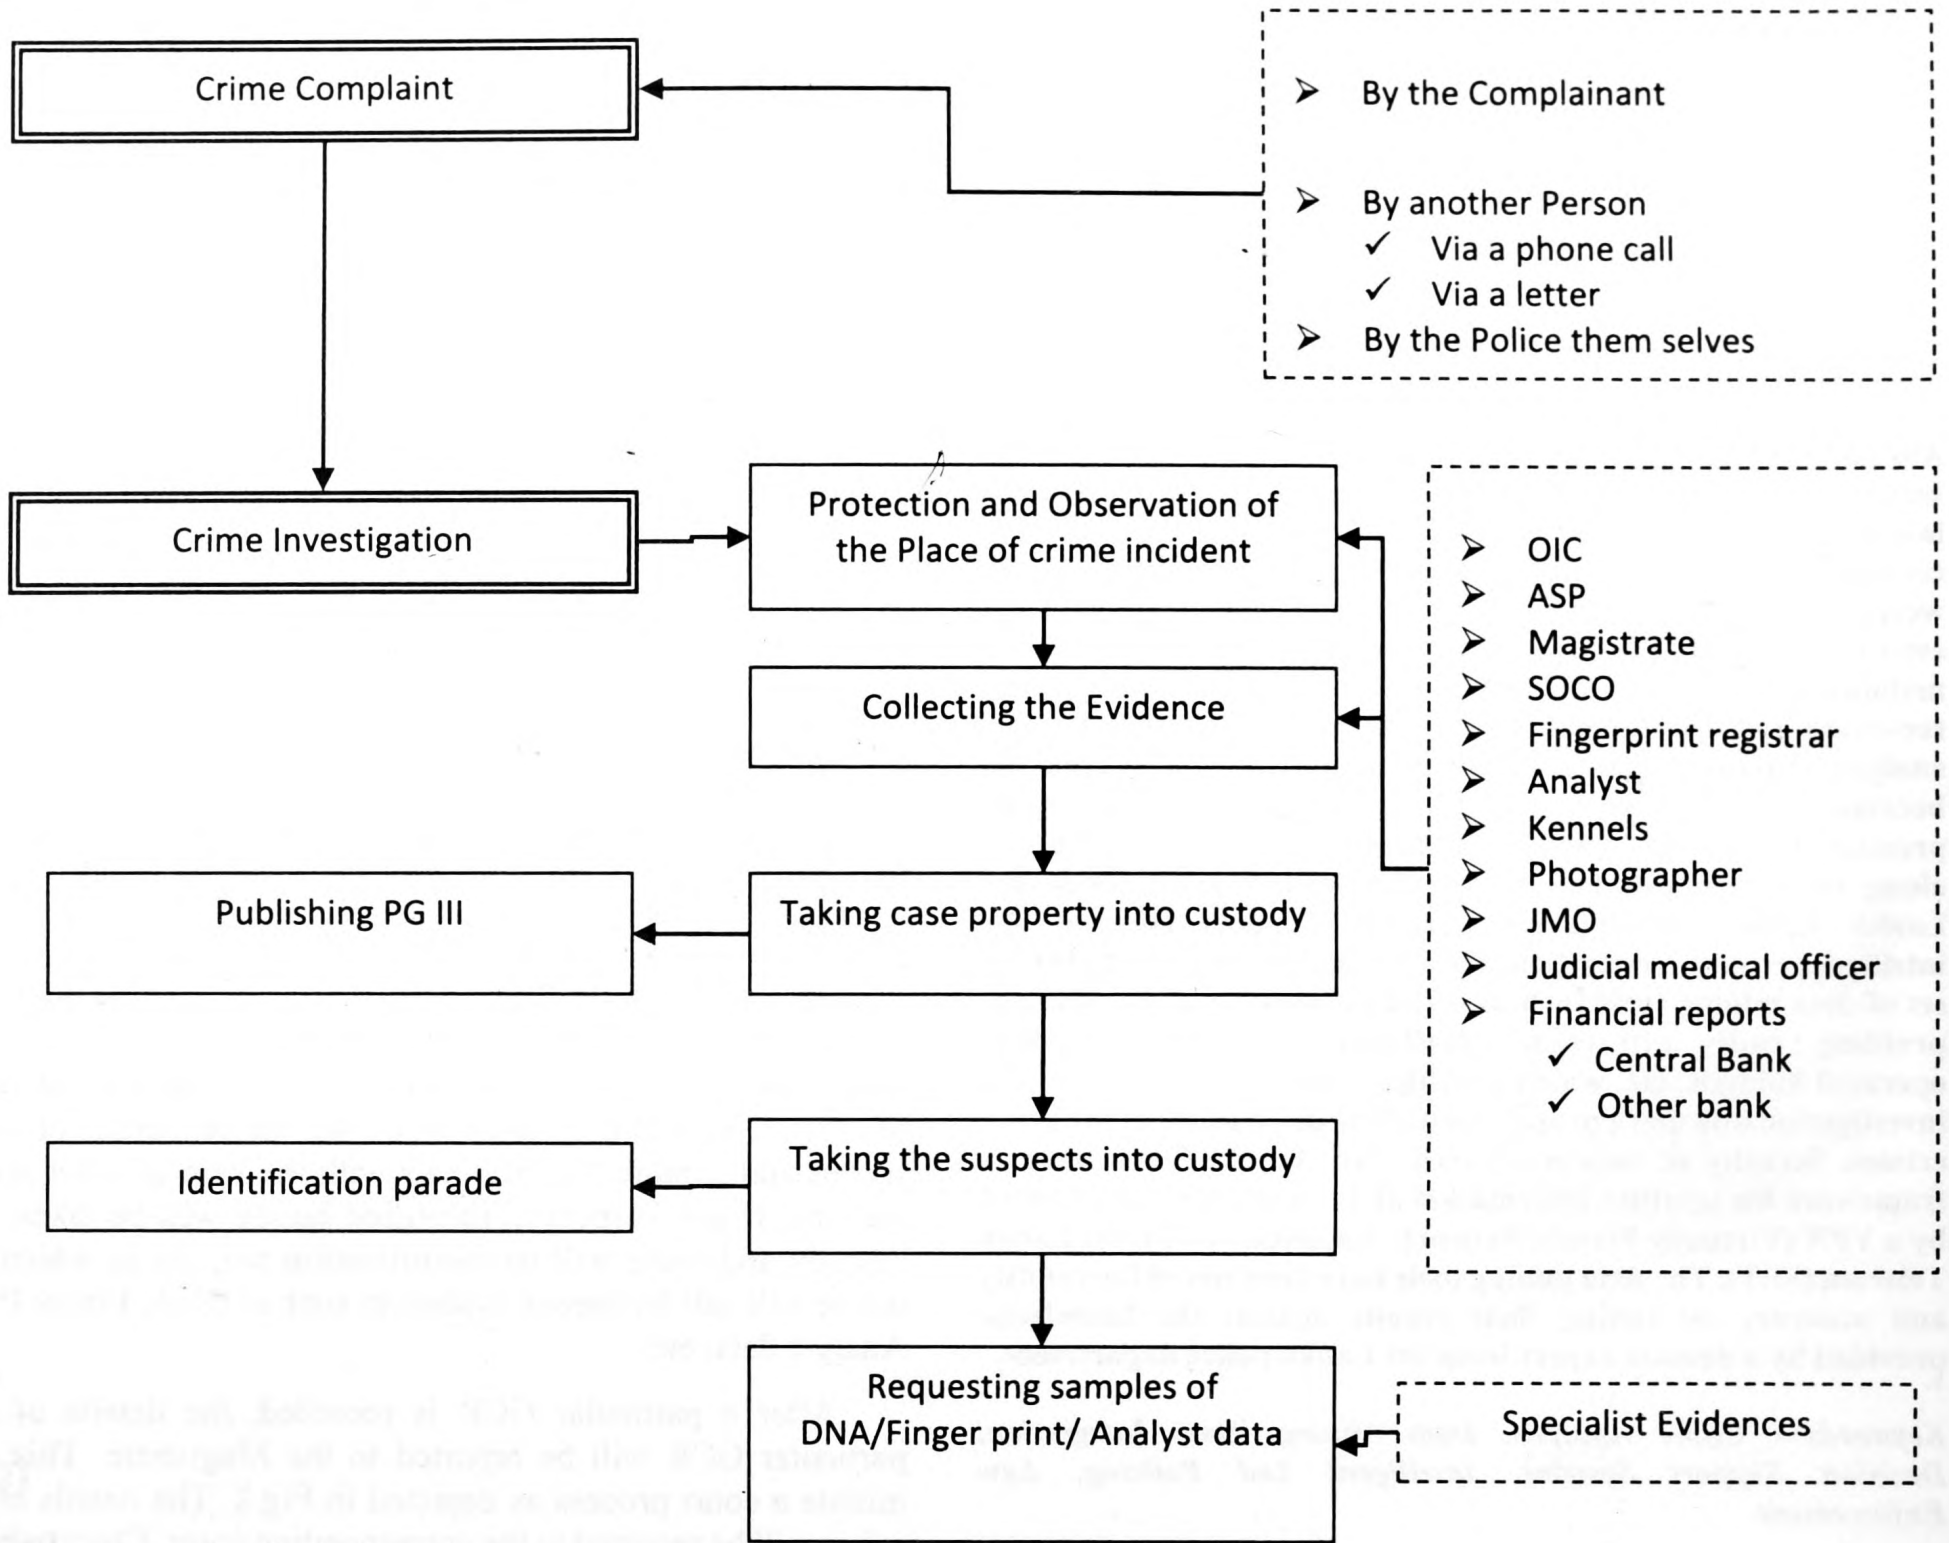 Crime Complaint
➤ By the Complainant
➤ By another Person
✓ Via a phone call
✓ Via a letter
➤ By the Police them selves
Crime Investigation
Protection and Observation of
the Place of crime incident
Collecting the Evidence
Taking case property into custody
Publishing PG III
Taking the suspects into custody
Identification parade
Requesting samples of
DNA/Finger print/Analyst data
➤ OIC
➤ ASP
➤ Magistrate
➤ SOCO
➤ Fingerprint registrar
➤ Analyst
➤ Kennels
➤ Photographer
➤ JMO
➤ Judicial medical officer
➤ Financial reports
✓ Central Bank
✓ Other bank
Specialist Evidences